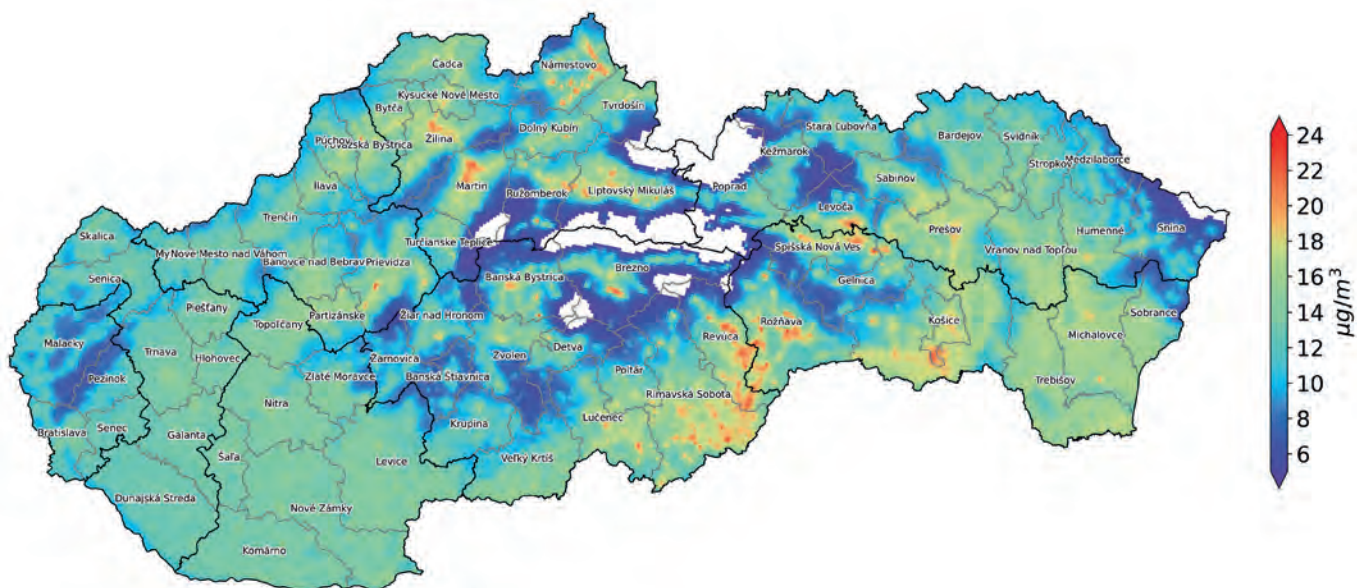 Čadca
Námestovo
Kysucké Nové Mesto
Bytča
Tvrdošín
Púchov
Považská Bystrica
Žilina
Dolný Kubín
Stará Ľubovňa
Kežmarok
Bardejov
Svidník
Stropkov
Medzilaborce
Ilava
Martin
Ružomberok
Liptovský Mikuláš
Poprad
Sabinov
Levoča
Trenčín
Turčianske Teplice
Prešov
Humenné
Snina
Skalica
Senica
My
Nové Mesto nad Váhom
Bánovce nad Bebrav
Prievidza
Banská Bystrica
Brezno
Spišská Nová Ves
Vranov nad Topľou
Gelnica
Piešťany
Partizánske
Žiar nad Hronom
Topoľčany
Malacky
Trnava
Hlohovec
Žarnovica
Zvolen
Detva
Revúca
Rožňava
Košice
Michalovce
Sobrance
Pezinok
Zlaté Moravce
Banská Štiavnica
Poltár
Rimavská Sobota
Trebišov
Nitra
Bratislava
Senec
Galanta
Krupina
Lučenec
Šaľa
Levice
Veľký Krtíš
Dunajská Streda
Nové Zámky
Komárno
24
22
20
18
16
14
12
10
8
6
µg/m³